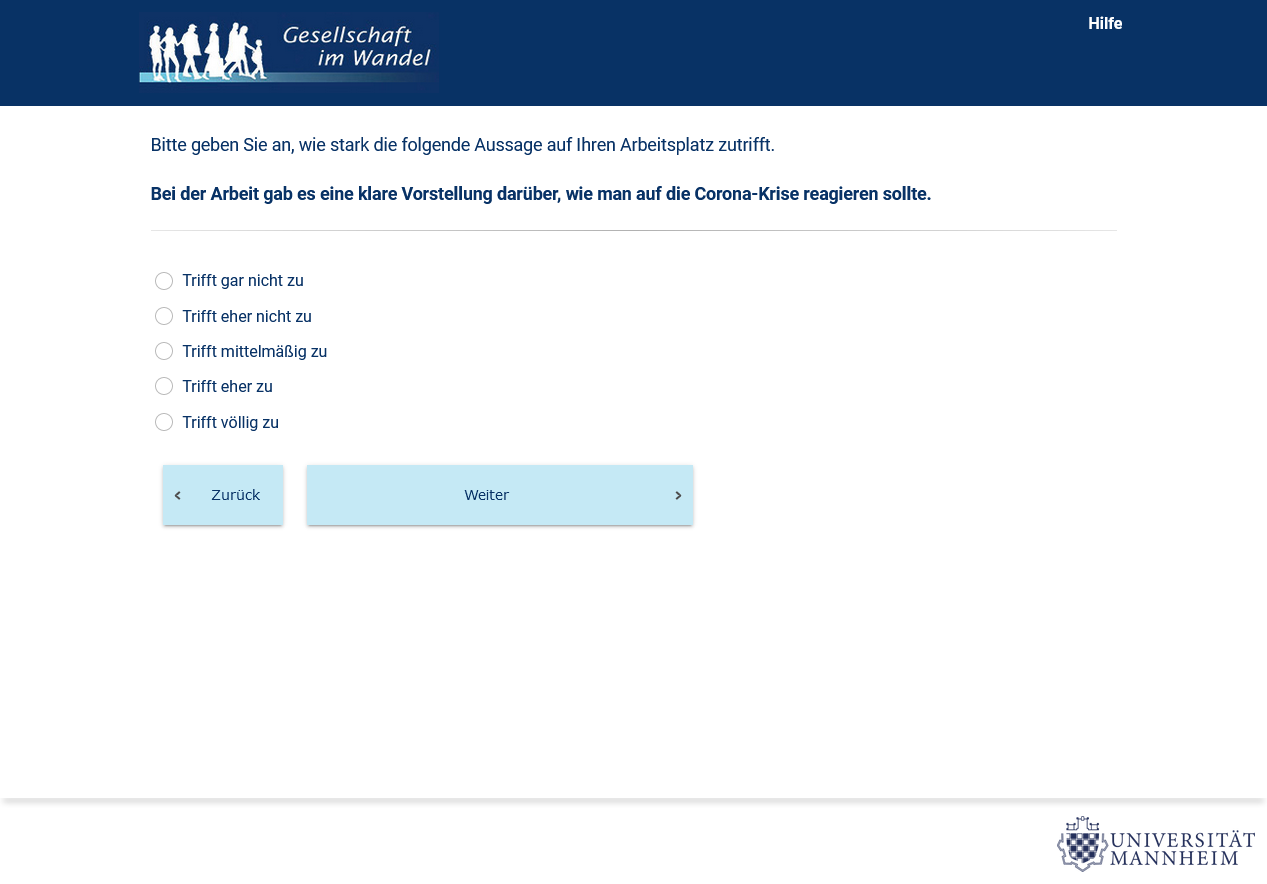 Gesellschaft
im Wandel
Hilfe
Bitte geben Sie an, wie stark die folgende Aussage auf Ihren Arbeitsplatz zutrifft.
Bei der Arbeit gab es eine klare Vorstellung darüber, wie man auf die Corona-Krise reagieren sollte.
Trifft gar nicht zu
Trifft eher nicht zu
Trifft mittelmäßig zu
Trifft eher zu
Trifft völlig zu
Zurück
Weiter
UNIVERSITÄT
MANNHEIM